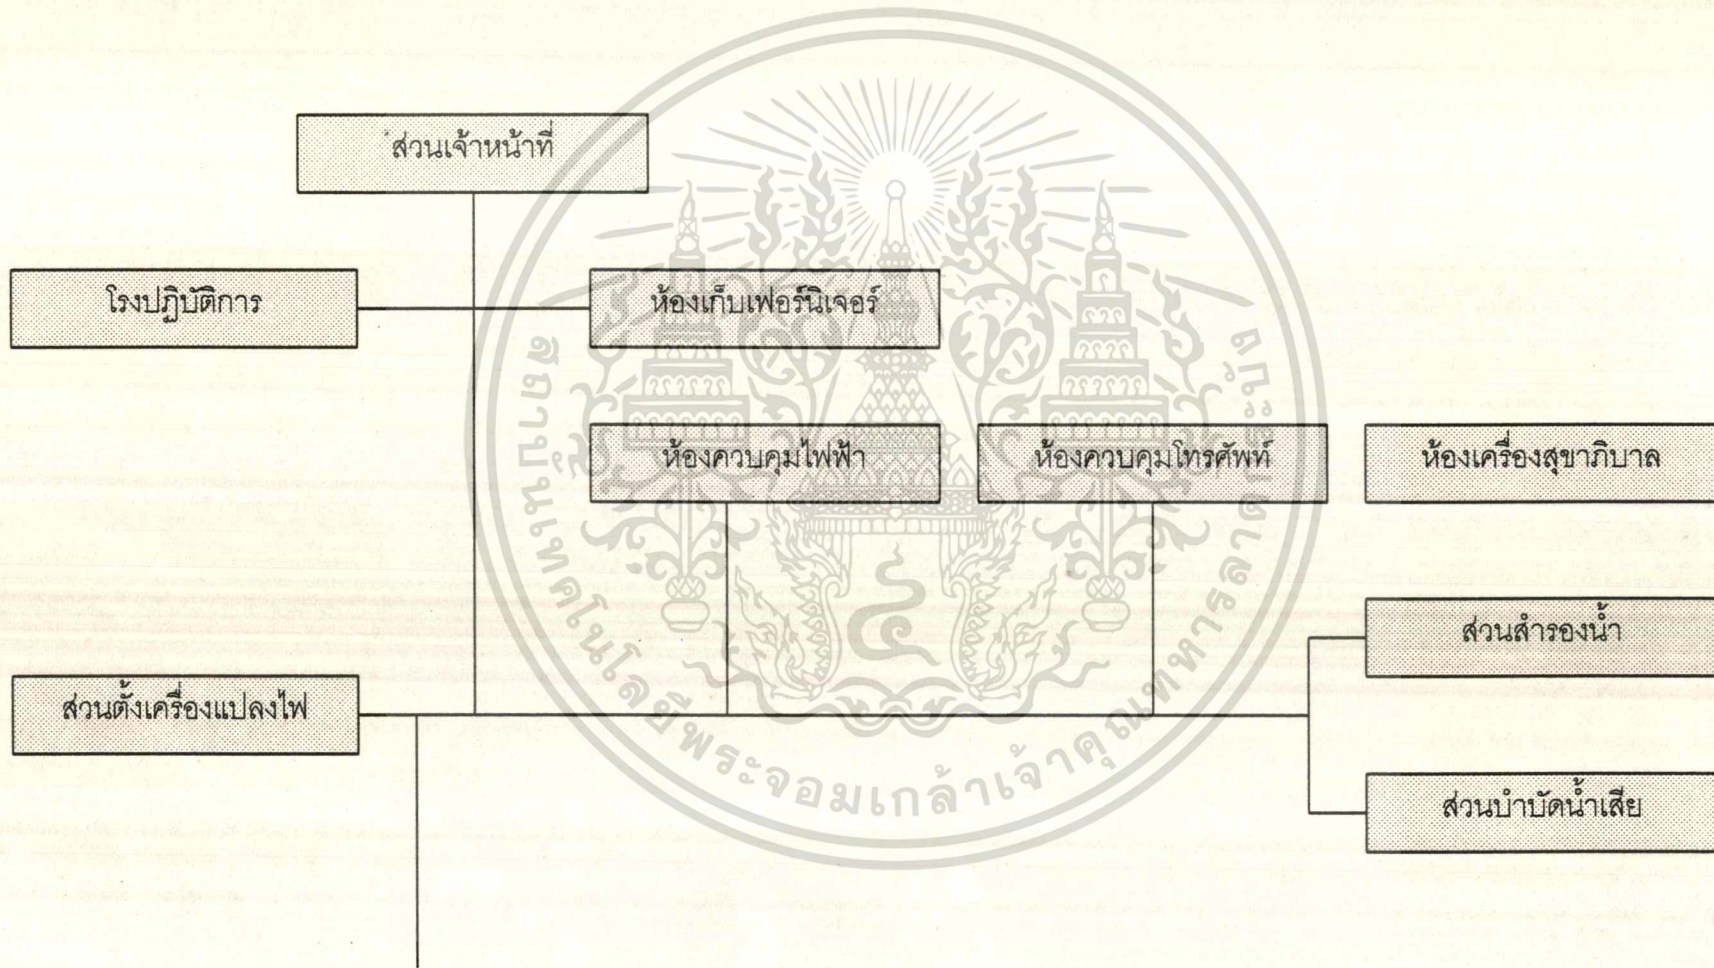 ส่วนเจ้าหน้าที่
โรงปฏิบัติการ
ห้องเก็บเฟอร์นิเจอร์
ห้องควบคุมไฟฟ้า
ห้องควบคุมโทรศัพท์
ห้องเครื่องสุขาภิบาล
ส่วนสำรองน้ำ
ส่วนตั้งเครื่องแปลงไฟ
ส่วนบำบัดน้ำเสีย
สถาบันเทคโนโลยีพระจอมเกล้าเจ้าคุณทหารลาดกระบัง